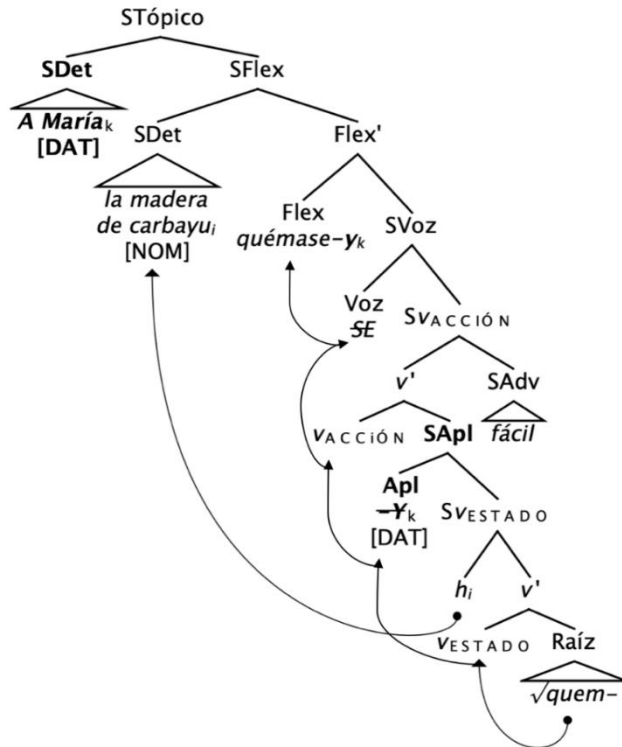 STópico
SDet SFlex
A Maríaₖ SDet Flex'
[DAT]
la madera
de carbayuᵢ Flex SVoz
[NOM] quémase-yₖ
Voz SvACCIÓN
SE
v' SAdv
vACCiÓN SApl fácil
Apl SvESTADO
-Yₖ
[DAT]
hᵢ v'
vESTADO Raíz
√quem-